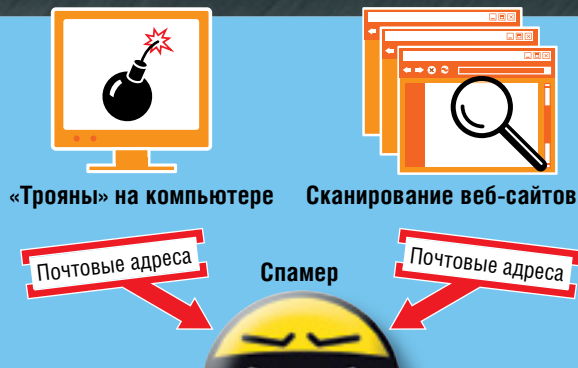 «Трояны» на компьютере
Сканирование веб-сайтов
Почтовые адреса
Спамер
Почтовые адреса